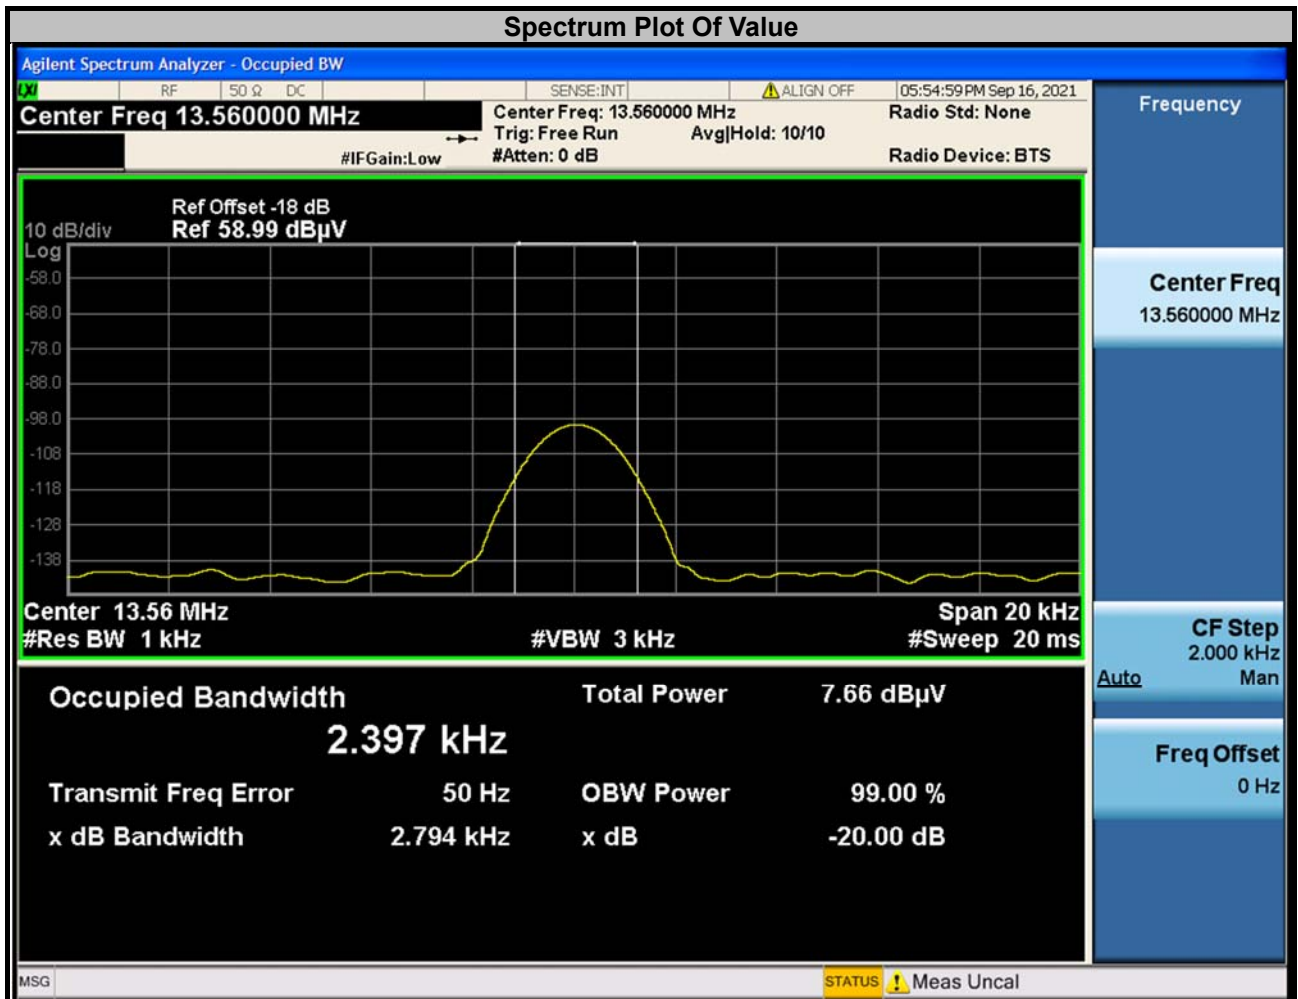 Spectrum Plot Of Value
Agilent Spectrum Analyzer - Occupied BW
LXI RF 50 Ω DC SENSE:INT ALIGN OFF 05:54:59 PM Sep 16, 2021
Center Freq 13.560000 MHz
Center Freq: 13.560000 MHz Radio Std: None
Trig: Free Run Avg|Hold: 10/10
#IFGain:Low #Atten: 0 dB Radio Device: BTS
Frequency
Ref Offset -18 dB
10 dB/div Ref 58.99 dBµV
Log
-58.0
-68.0
-78.0
-88.0
-98.0
-108
-118
-128
-138
Center 13.56 MHz Span 20 kHz
#Res BW 1 kHz #VBW 3 kHz #Sweep 20 ms
Center Freq
13.560000 MHz
CF Step
2.000 kHz
Auto Man
Freq Offset
0 Hz
Occupied Bandwidth Total Power 7.66 dBµV
2.397 kHz
Transmit Freq Error 50 Hz OBW Power 99.00 %
x dB Bandwidth 2.794 kHz x dB -20.00 dB
MSG STATUS Meas Uncal